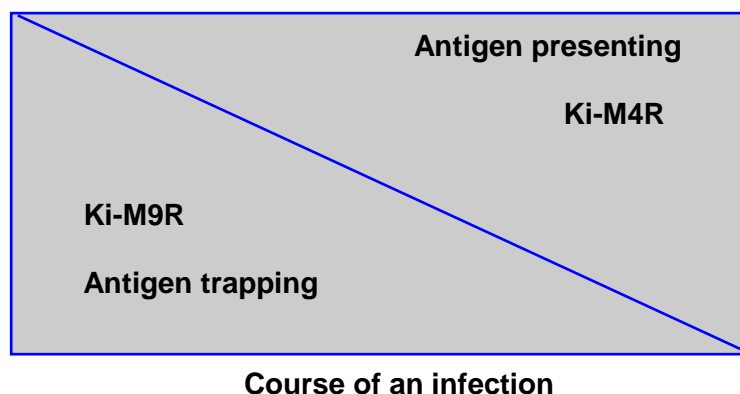 Antigen presenting
Ki-M4R
Ki-M9R
Antigen trapping
Course of an infection